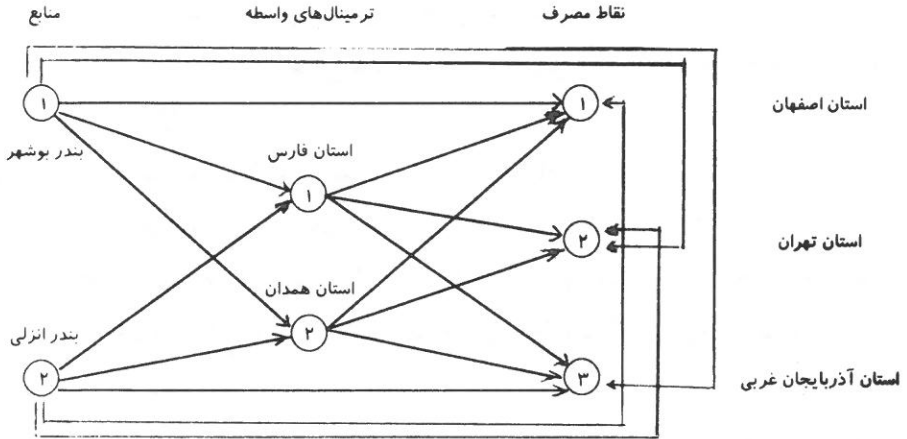 منابع
ترمینال‌های واسطه
نقاط مصرف
۱
۱
استان اصفهان
بندر بوشهر
استان فارس
۱
۲
استان تهران
استان همدان
بندر انزلی
۲
۲
۳
استان آذربایجان غربی